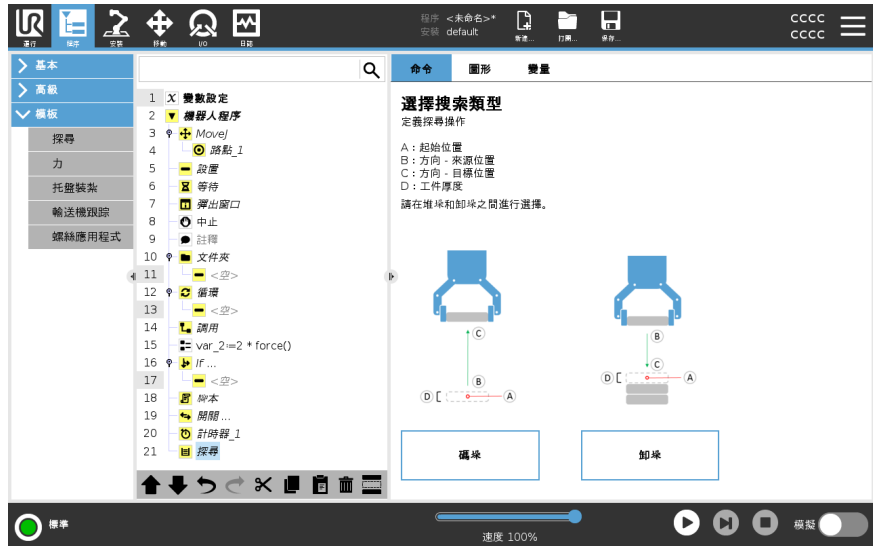 UR
運行
程序
安裝
移動
I/O
日誌
程序 <未命名>*
安裝 default
新建...
打開...
保存...
CCCC
CCCC
基本
高級
模板
探尋
力
托盤裝紮
輸送機跟踪
螺絲應用程式
1 X 變數設定
2 機器人程序
3 MoveJ
4 路點_1
5 設置
6 等待
7 彈出窗口
8 中止
9 註釋
10 文件夾
11 <空>
12 循環
13 <空>
14 調用
15 var_2:=2 * force()
16 If ...
17 <空>
18 腳本
19 開關 ...
20 計時器_1
21 探尋
命令 圖形 變量
選擇搜索類型
定義探尋操作
A：起始位置
B：方向 - 來源位置
C：方向 - 目標位置
D：工件厚度
請在堆垛和卸垛之間進行選擇。
C
B
D
A
B
C
D
A
碼垛
卸垛
標準
速度 100%
模擬